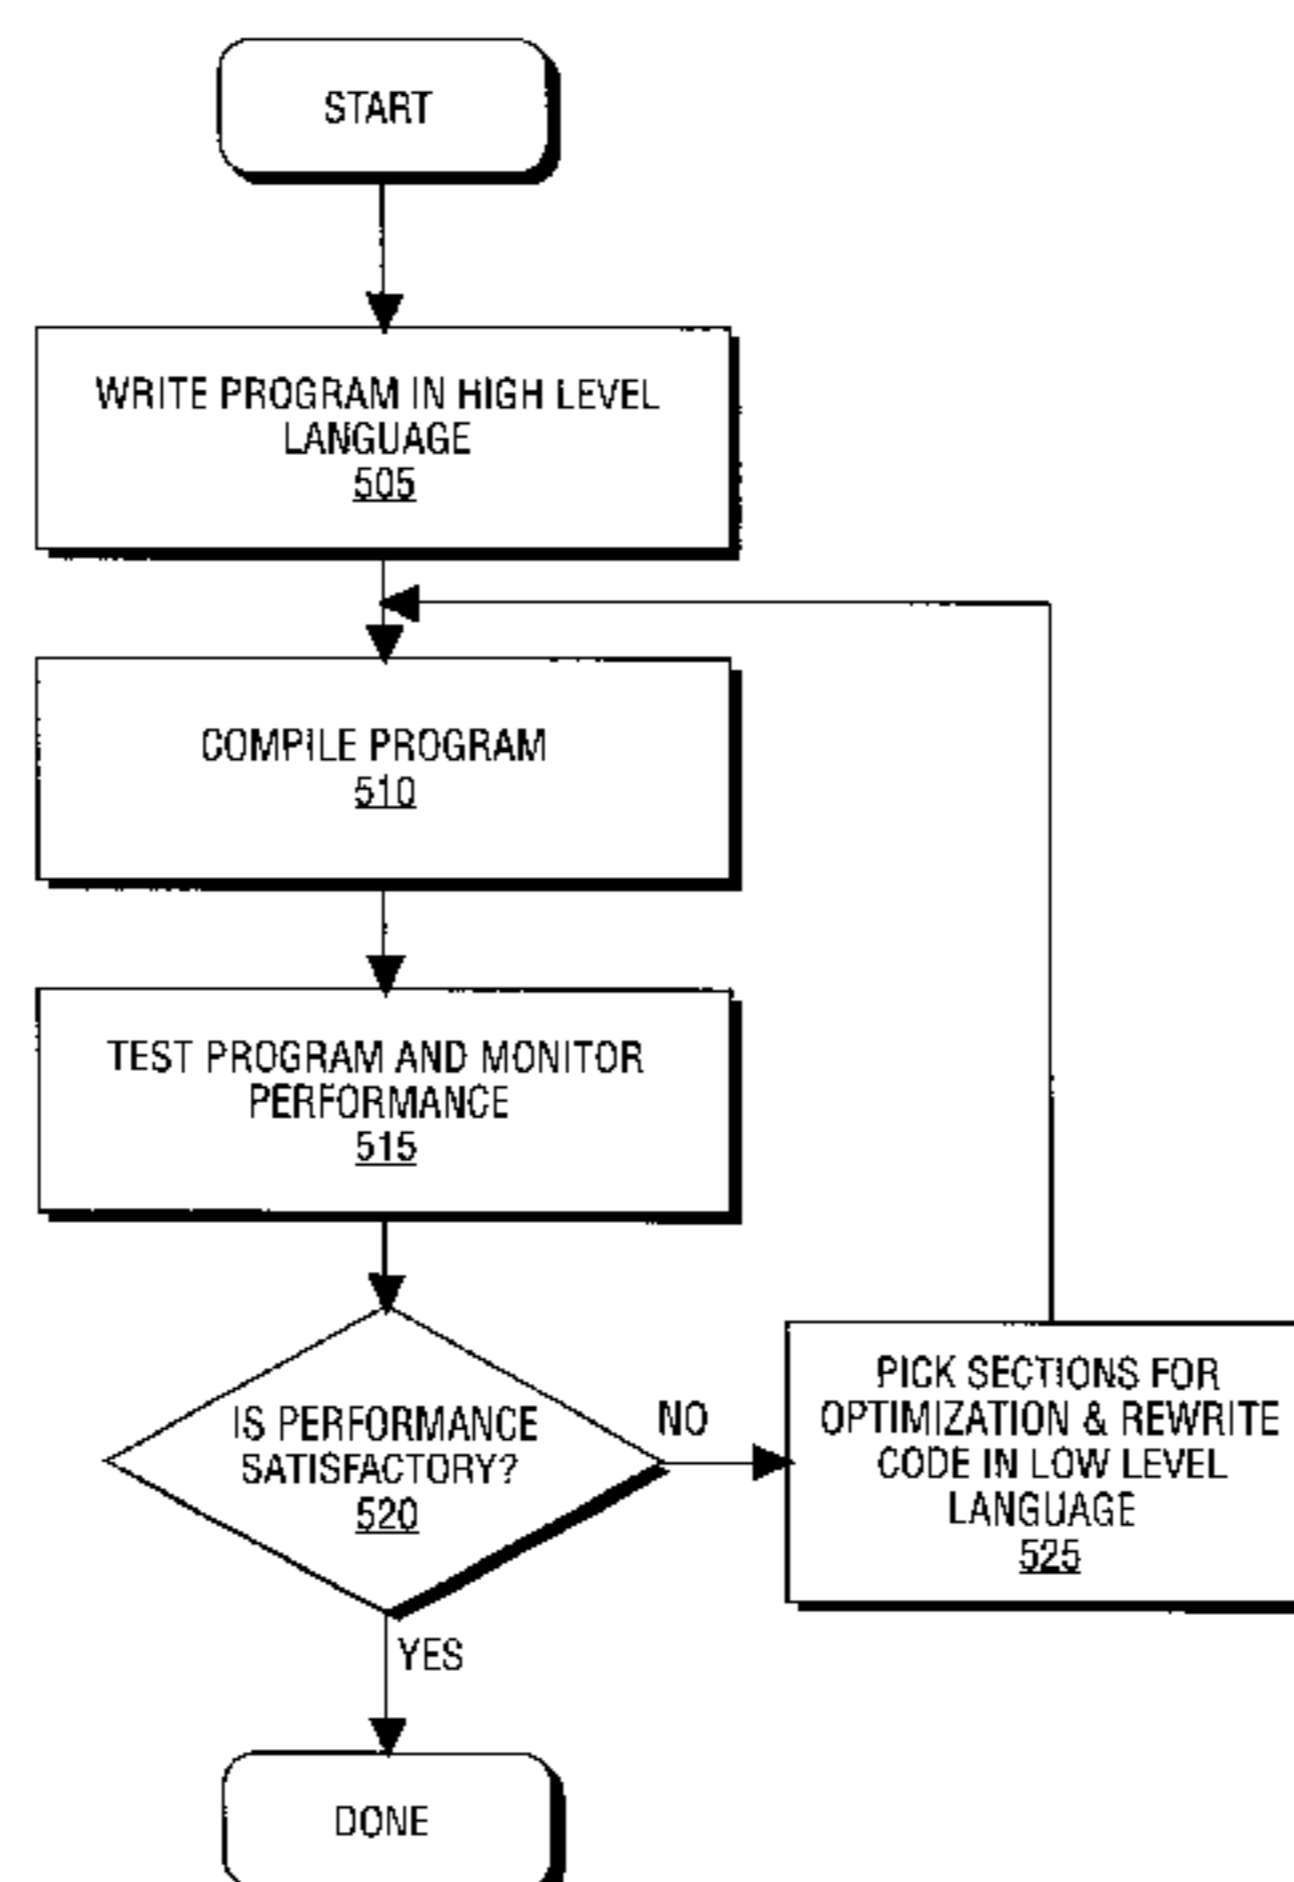 START
WRITE PROGRAM IN HIGH LEVEL
LANGUAGE
505
COMPILE PROGRAM
510
TEST PROGRAM AND MONITOR
PERFORMANCE
515
IS PERFORMANCE
SATISFACTORY?
520
NO
PICK SECTIONS FOR
OPTIMIZATION & REWRITE
CODE IN LOW LEVEL
LANGUAGE
525
YES
DONE